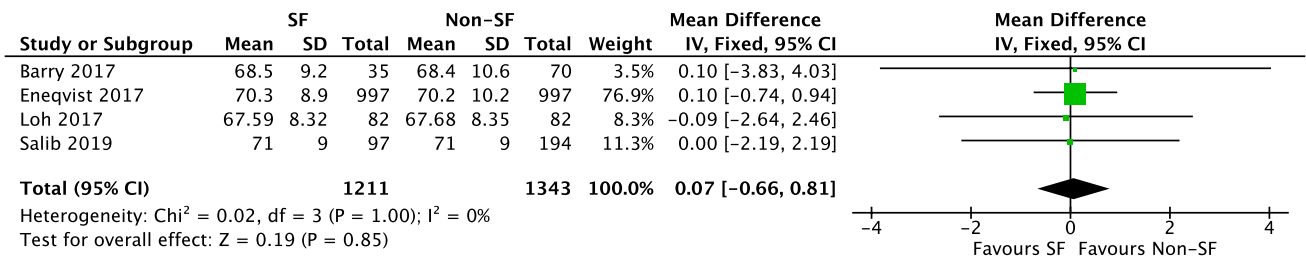 SF Non-SF Mean Difference Mean Difference
Study or Subgroup Mean SD Total Mean SD Total Weight IV, Fixed, 95% CI IV, Fixed, 95% CI
Barry 2017 68.5 9.2 35 68.4 10.6 70 3.5% 0.10 [−3.83, 4.03]
Eneqvist 2017 70.3 8.9 997 70.2 10.2 997 76.9% 0.10 [−0.74, 0.94]
Loh 2017 67.59 8.32 82 67.68 8.35 82 8.3% −0.09 [−2.64, 2.46]
Salib 2019 71 9 97 71 9 194 11.3% 0.00 [−2.19, 2.19]
Total (95% CI) 1211 1343 100.0% 0.07 [−0.66, 0.81]
Heterogeneity: Chi² = 0.02, df = 3 (P = 1.00); I² = 0%
Test for overall effect: Z = 0.19 (P = 0.85)
−4 −2 0 2 4
Favours SF Favours Non-SF